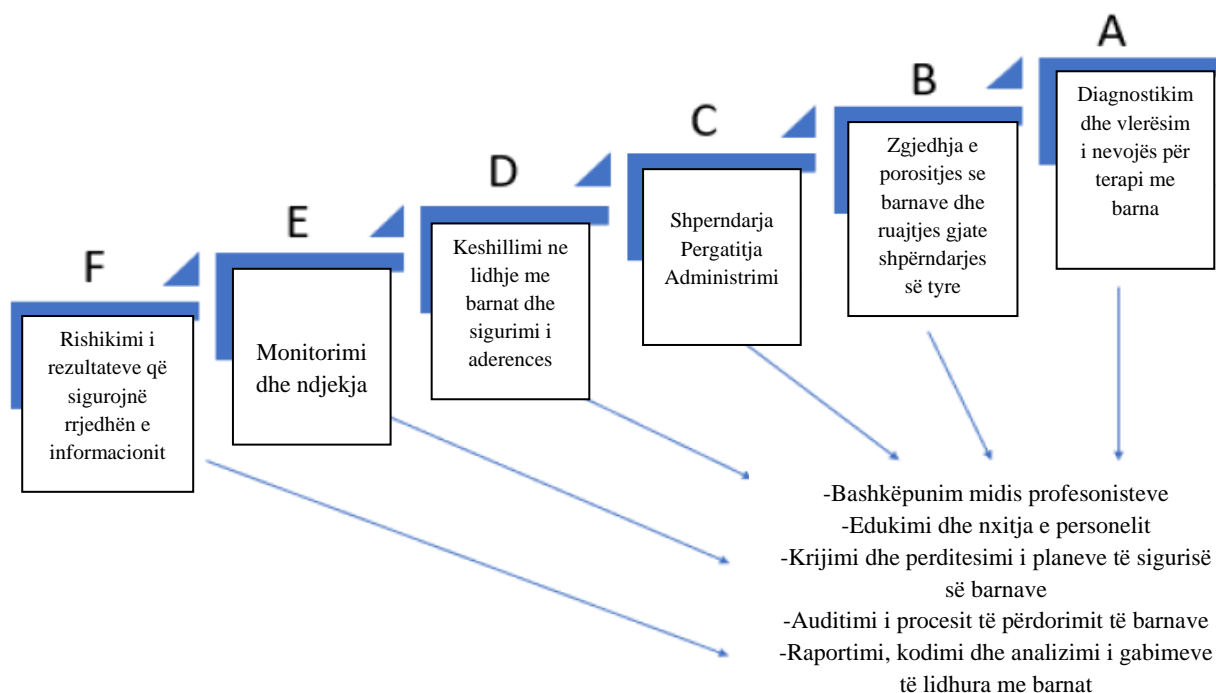 A
Diagnostikim
dhe vlerësim
i nevojës për
terapi me
barna
B
Zgjedhja e
porositjes se
barnave dhe
ruajtjes gjate
shpërndarjes
së tyre
C
Shperndarja
Pergatitja
Administrimi
D
Keshillimi ne
lidhje me
barnat dhe
sigurimi i
aderences
E
Monitorimi
dhe ndjekja
F
Rishikimi i
rezultateve që
sigurojnë
rrjedhën e
informacionit
-Bashkëpunim midis profesonisteve
-Edukimi dhe nxitja e personelit
-Krijimi dhe perditesimi i planeve të sigurisë
së barnave
-Auditimi i procesit të përdorimit të barnave
-Raportimi, kodimi dhe analizimi i gabimeve
të lidhura me barnat